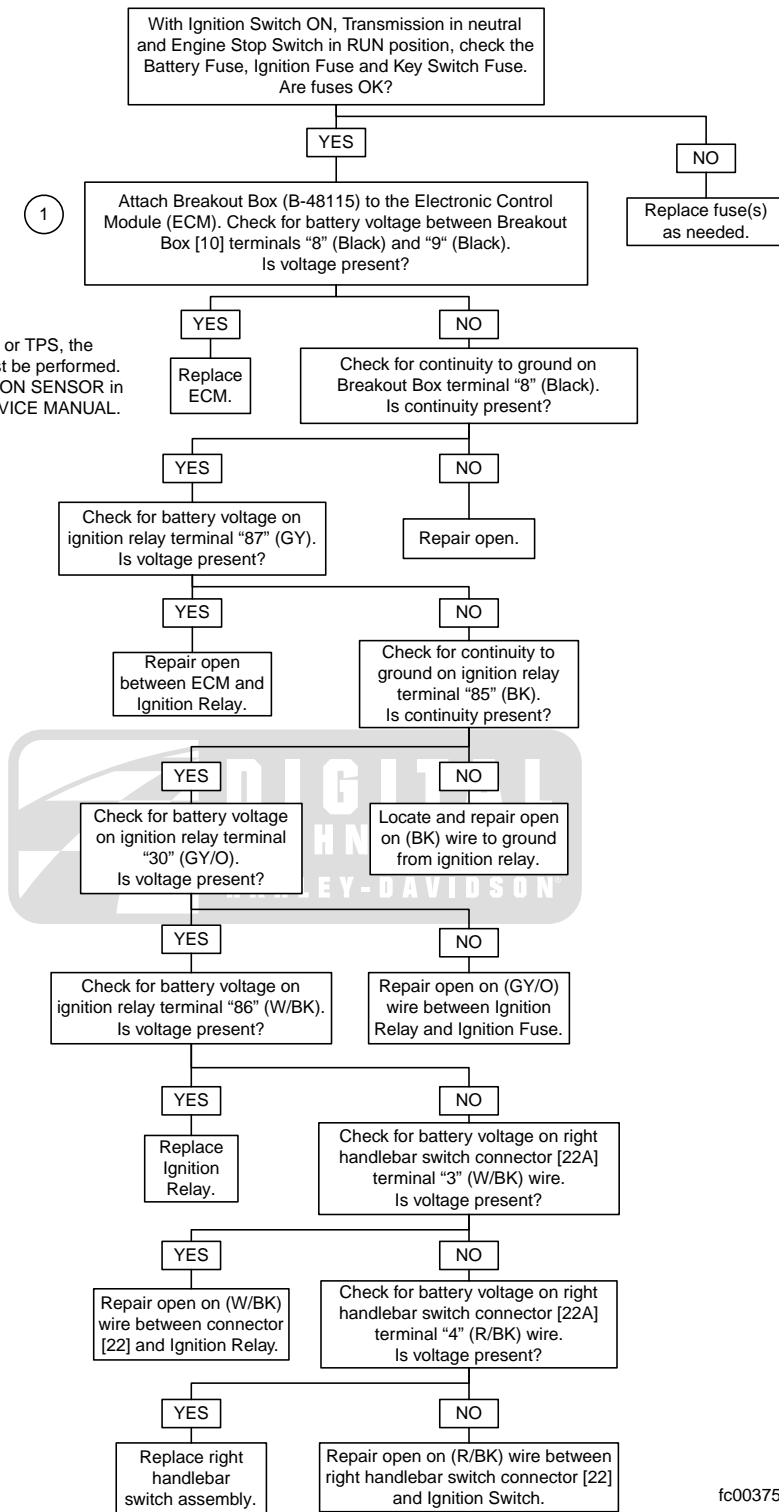 With Ignition Switch ON, Transmission in neutral
and Engine Stop Switch in RUN position, check the
Battery Fuse, Ignition Fuse and Key Switch Fuse.
Are fuses OK?
YES
NO
1
Attach Breakout Box (B-48115) to the Electronic Control
Module (ECM). Check for battery voltage between Breakout
Box [10] terminals “8” (Black) and “9“ (Black).
Is voltage present?
Replace fuse(s)
as needed.
YES
NO
or TPS, the
st be performed.
ON SENSOR in
VICE MANUAL.
Replace
ECM.
Check for continuity to ground on
Breakout Box terminal “8” (Black).
Is continuity present?
YES
NO
Check for battery voltage on
ignition relay terminal “87” (GY).
Is voltage present?
Repair open.
YES
NO
Repair open
between ECM and
Ignition Relay.
Check for continuity to
ground on ignition relay
terminal “85” (BK).
Is continuity present?
YES
NO
Check for battery voltage
on ignition relay terminal
“30” (GY/O).
Is voltage present?
Locate and repair open
on (BK) wire to ground
from ignition relay.
DIGITAL
HN
LEY-DAVIDSON®
YES
NO
Check for battery voltage on
ignition relay terminal “86” (W/BK).
Is voltage present?
Repair open on (GY/O)
wire between Ignition
Relay and Ignition Fuse.
YES
NO
Replace
Ignition
Relay.
Check for battery voltage on right
handlebar switch connector [22A]
terminal “3” (W/BK) wire.
Is voltage present?
YES
NO
Repair open on (W/BK)
wire between connector
[22] and Ignition Relay.
Check for battery voltage on right
handlebar switch connector [22A]
terminal “4” (R/BK) wire.
Is voltage present?
YES
NO
Replace right
handlebar
switch assembly.
Repair open on (R/BK) wire between
right handlebar switch connector [22]
and Ignition Switch.
fc00375